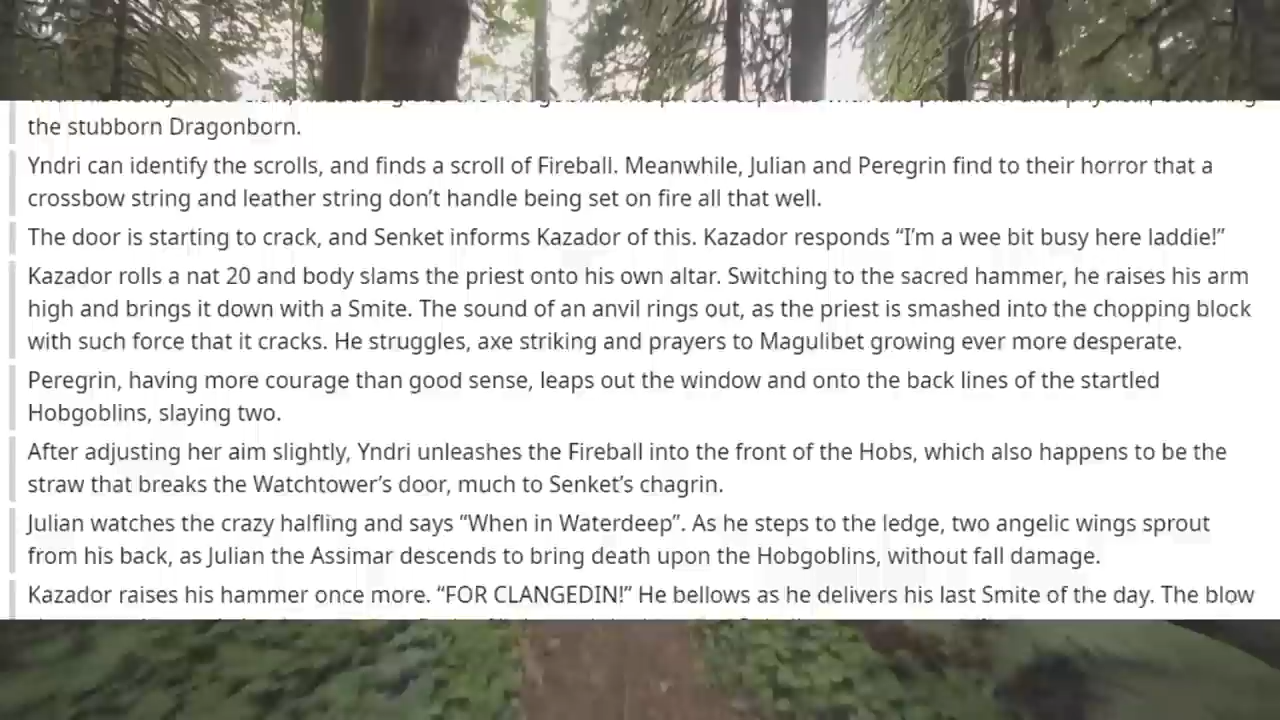 the stubborn Dragonborn.
Yndri can identify the scrolls, and finds a scroll of Fireball. Meanwhile, Julian and Peregrin find to their horror that a
crossbow string and leather string don’t handle being set on fire all that well.
The door is starting to crack, and Senket informs Kazador of this. Kazador responds “I’m a wee bit busy here laddie!”
Kazador rolls a nat 20 and body slams the priest onto his own altar. Switching to the sacred hammer, he raises his arm
high and brings it down with a Smite. The sound of an anvil rings out, as the priest is smashed into the chopping block
with such force that it cracks. He struggles, axe striking and prayers to Magulibet growing ever more desperate.
Peregrin, having more courage than good sense, leaps out the window and onto the back lines of the startled
Hobgoblins, slaying two.
After adjusting her aim slightly, Yndri unleashes the Fireball into the front of the Hobs, which also happens to be the
straw that breaks the Watchtower’s door, much to Senket’s chagrin.
Julian watches the crazy halfling and says “When in Waterdeep”. As he steps to the ledge, two angelic wings sprout
from his back, as Julian the Assimar descends to bring death upon the Hobgoblins, without fall damage.
Kazador raises his hammer once more. “FOR CLANGEDIN!” He bellows as he delivers his last Smite of the day. The blow